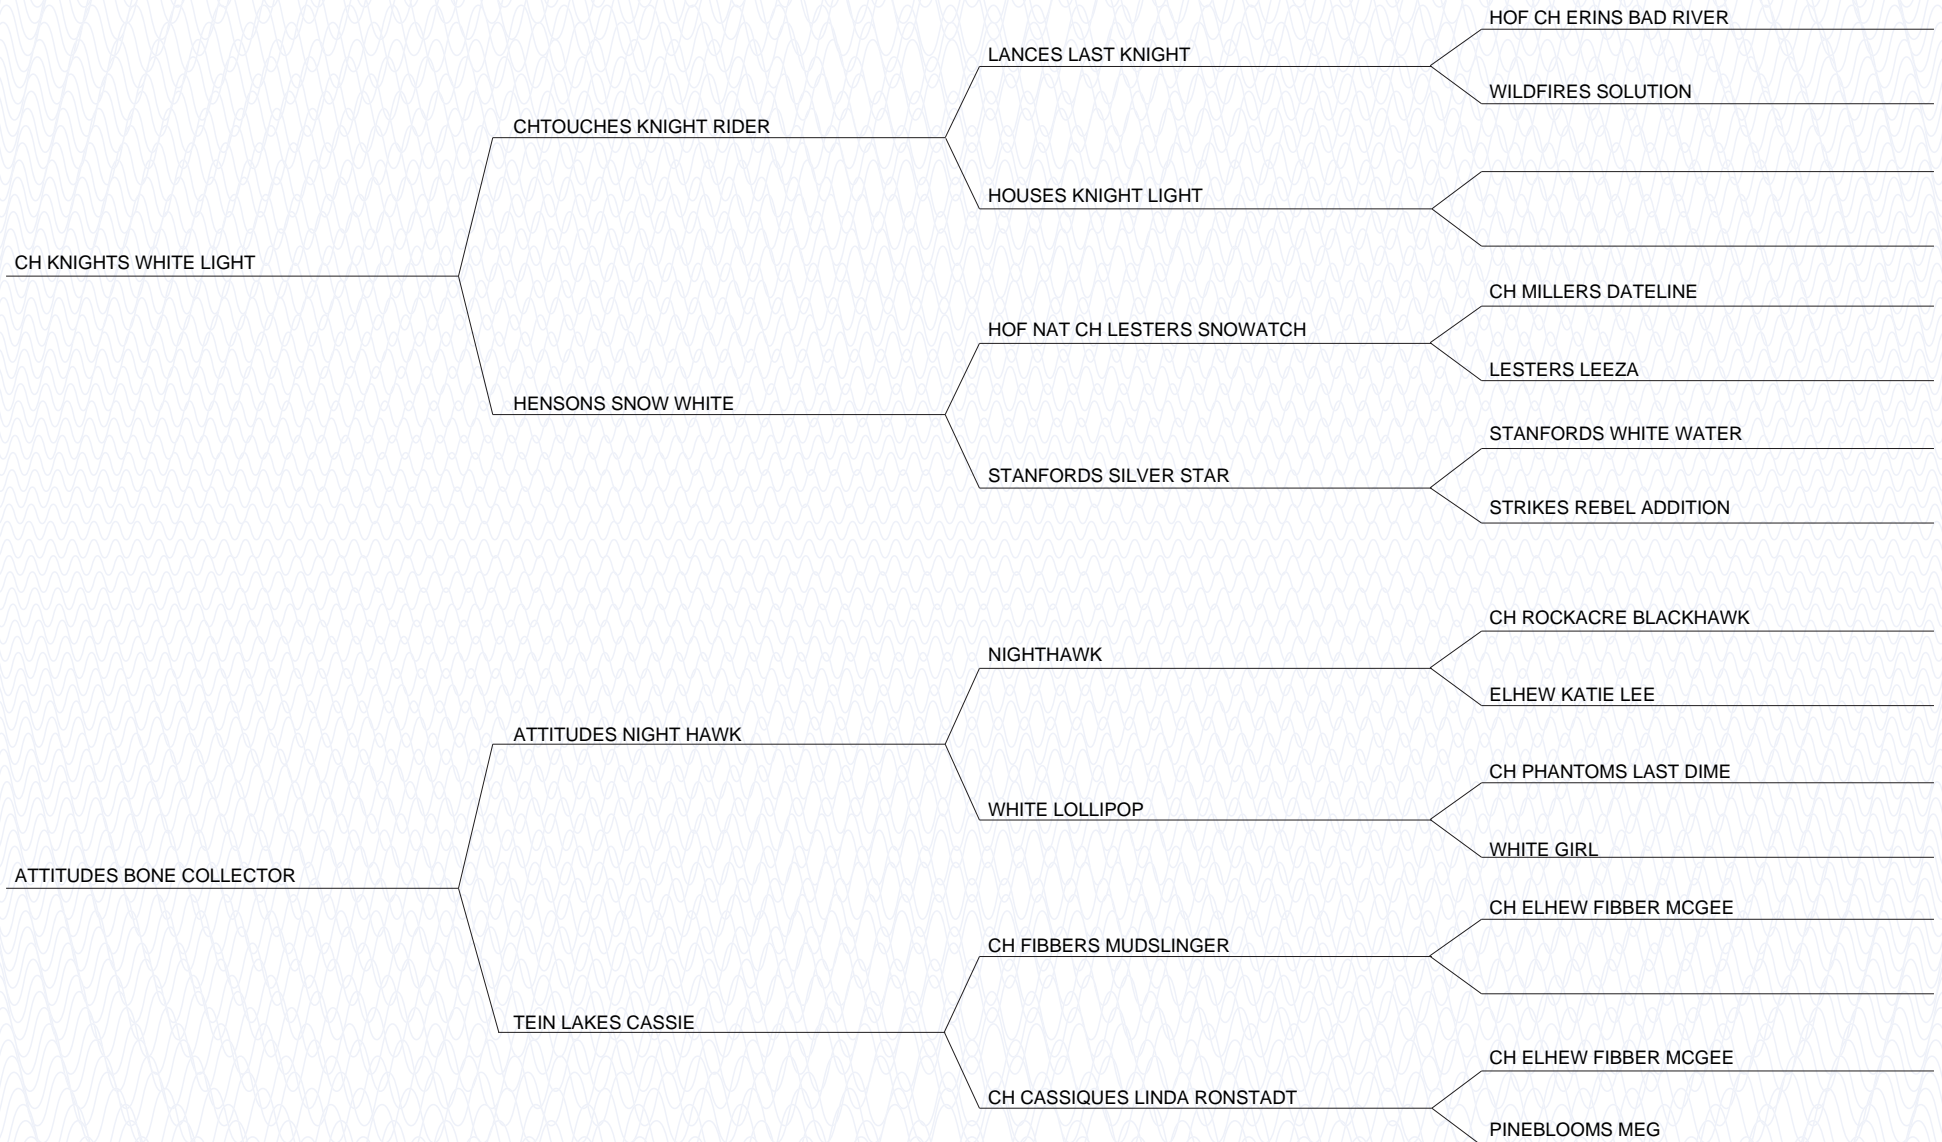 HOF CH ERINS BAD RIVER
LANCES LAST KNIGHT
WILDFIRES SOLUTION
CHTOUCHES KNIGHT RIDER
HOUSES KNIGHT LIGHT
CH KNIGHTS WHITE LIGHT
CH MILLERS DATELINE
HOF NAT CH LESTERS SNOWATCH
LESTERS LEEZA
HENSONS SNOW WHITE
STANFORDS WHITE WATER
STANFORDS SILVER STAR
STRIKES REBEL ADDITION
CH ROCKACRE BLACKHAWK
NIGHTHAWK
ELHEW KATIE LEE
ATTITUDES NIGHT HAWK
CH PHANTOMS LAST DIME
WHITE LOLLIPOP
WHITE GIRL
ATTITUDES BONE COLLECTOR
CH ELHEW FIBBER MCGEE
CH FIBBERS MUDSLINGER
TEIN LAKES CASSIE
CH ELHEW FIBBER MCGEE
CH CASSIQUES LINDA RONSTADT
PINEBLOOMS MEG